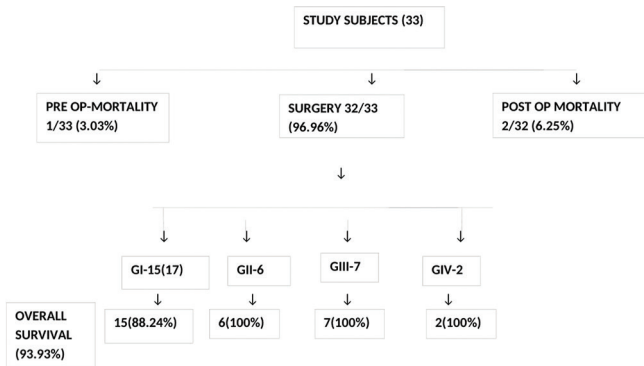 STUDY SUBJECTS (33)
PRE OP-MORTALITY
1/33 (3.03%)
SURGERY 32/33
(96.96%)
POST OP MORTALITY
2/32 (6.25%)
GI-15(17)
GII-6
GIII-7
GIV-2
OVERALL
SURVIVAL
(93.93%)
15(88.24%)
6(100%)
7(100%)
2(100%)